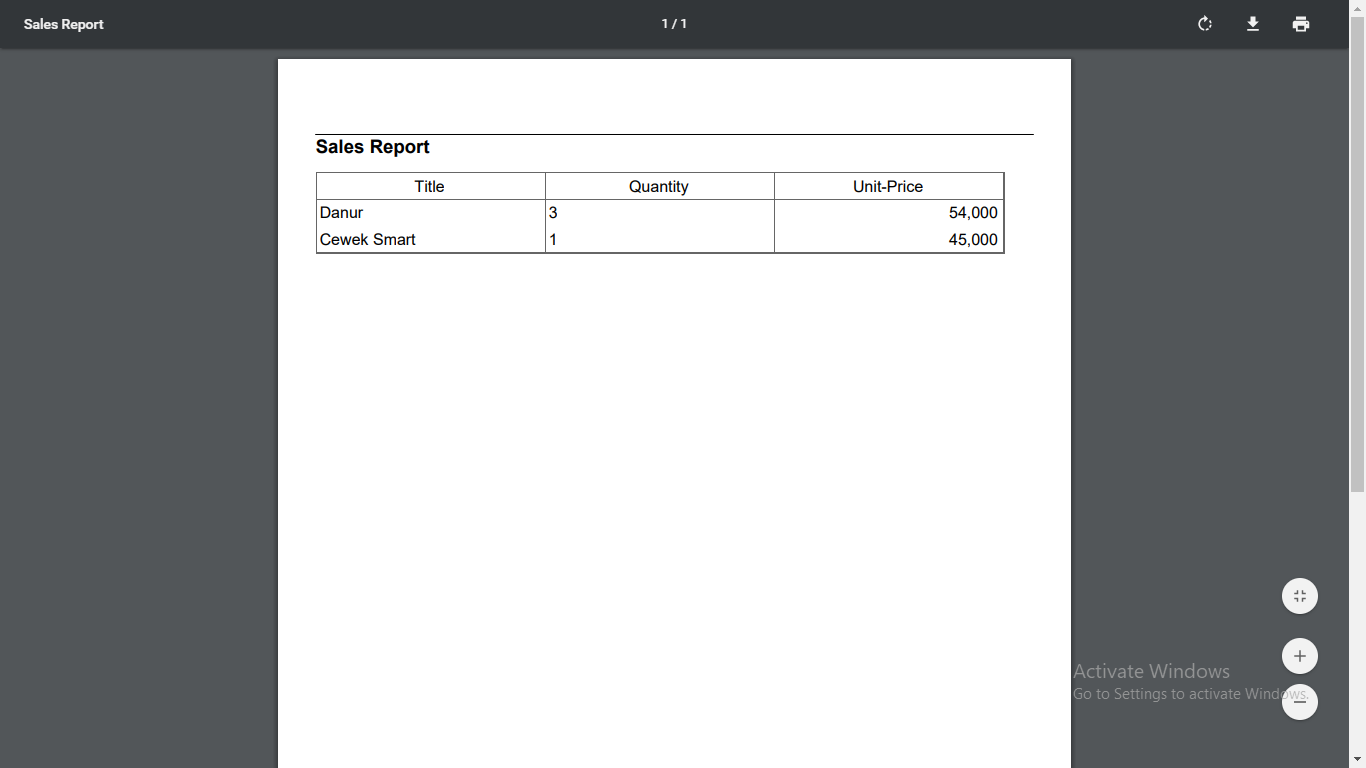 Sales Report
1 / 1
Sales Report
Title Quantity Unit-Price
Danur 3 54,000
Cewek Smart 1 45,000
Activate Windows
Go to Settings to activate Windows.